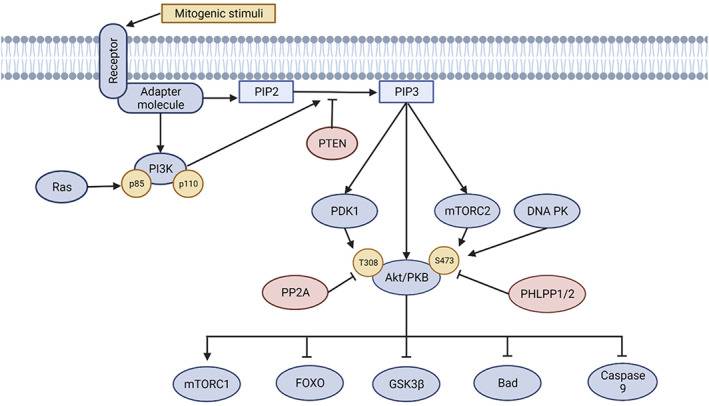 Mitogenic stimuli
Receptor
Adapter
molecule
PIP2
PIP3
PTEN
PI3K
p85
p110
Ras
PDK1
mTORC2
DNA PK
T308
S473
Akt/PKB
PP2A
PHLPP1/2
mTORC1
FOXO
GSK3β
Bad
Caspase
9